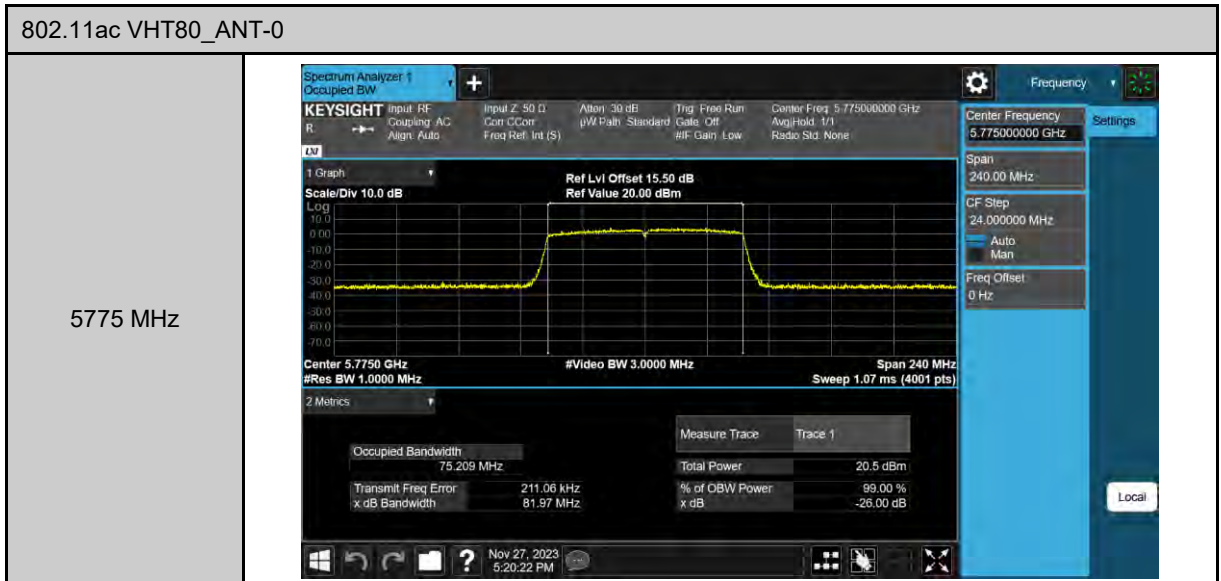 802.11ac VHT80_ANT-0
5775 MHz
Spectrum Analyzer 1
Occupied BW
Frequency
KEYSIGHT Input: RF Input Z: 50 Ω Atten: 30 dB Trig: Free Run Center Freq: 5.775000000 GHz
R Coupling: AC Corr CCorr µW Path: Standard Gate: Off Avg|Hold: 1/1
Align: Auto Freq Ref: Int (S) #IF Gain: Low Radio Std: None
LXI
Center Frequency
5.775000000 GHz
Settings
Span
240.00 MHz
CF Step
24.000000 MHz
Auto
Man
Freq Offset
0 Hz
1 Graph
Ref Lvl Offset 15.50 dB
Scale/Div 10.0 dB Ref Value 20.00 dBm
Log
10.0
0.00
-10.0
-20.0
-30.0
-40.0
-50.0
-60.0
-70.0
Center 5.7750 GHz #Video BW 3.0000 MHz Span 240 MHz
#Res BW 1.0000 MHz Sweep 1.07 ms (4001 pts)
2 Metrics
Measure Trace Trace 1
Occupied Bandwidth
75.209 MHz Total Power 20.5 dBm
Transmit Freq Error 211.06 kHz % of OBW Power 99.00 %
x dB Bandwidth 81.97 MHz x dB -26.00 dB
Local
? Nov 27, 2023
5:20:22 PM